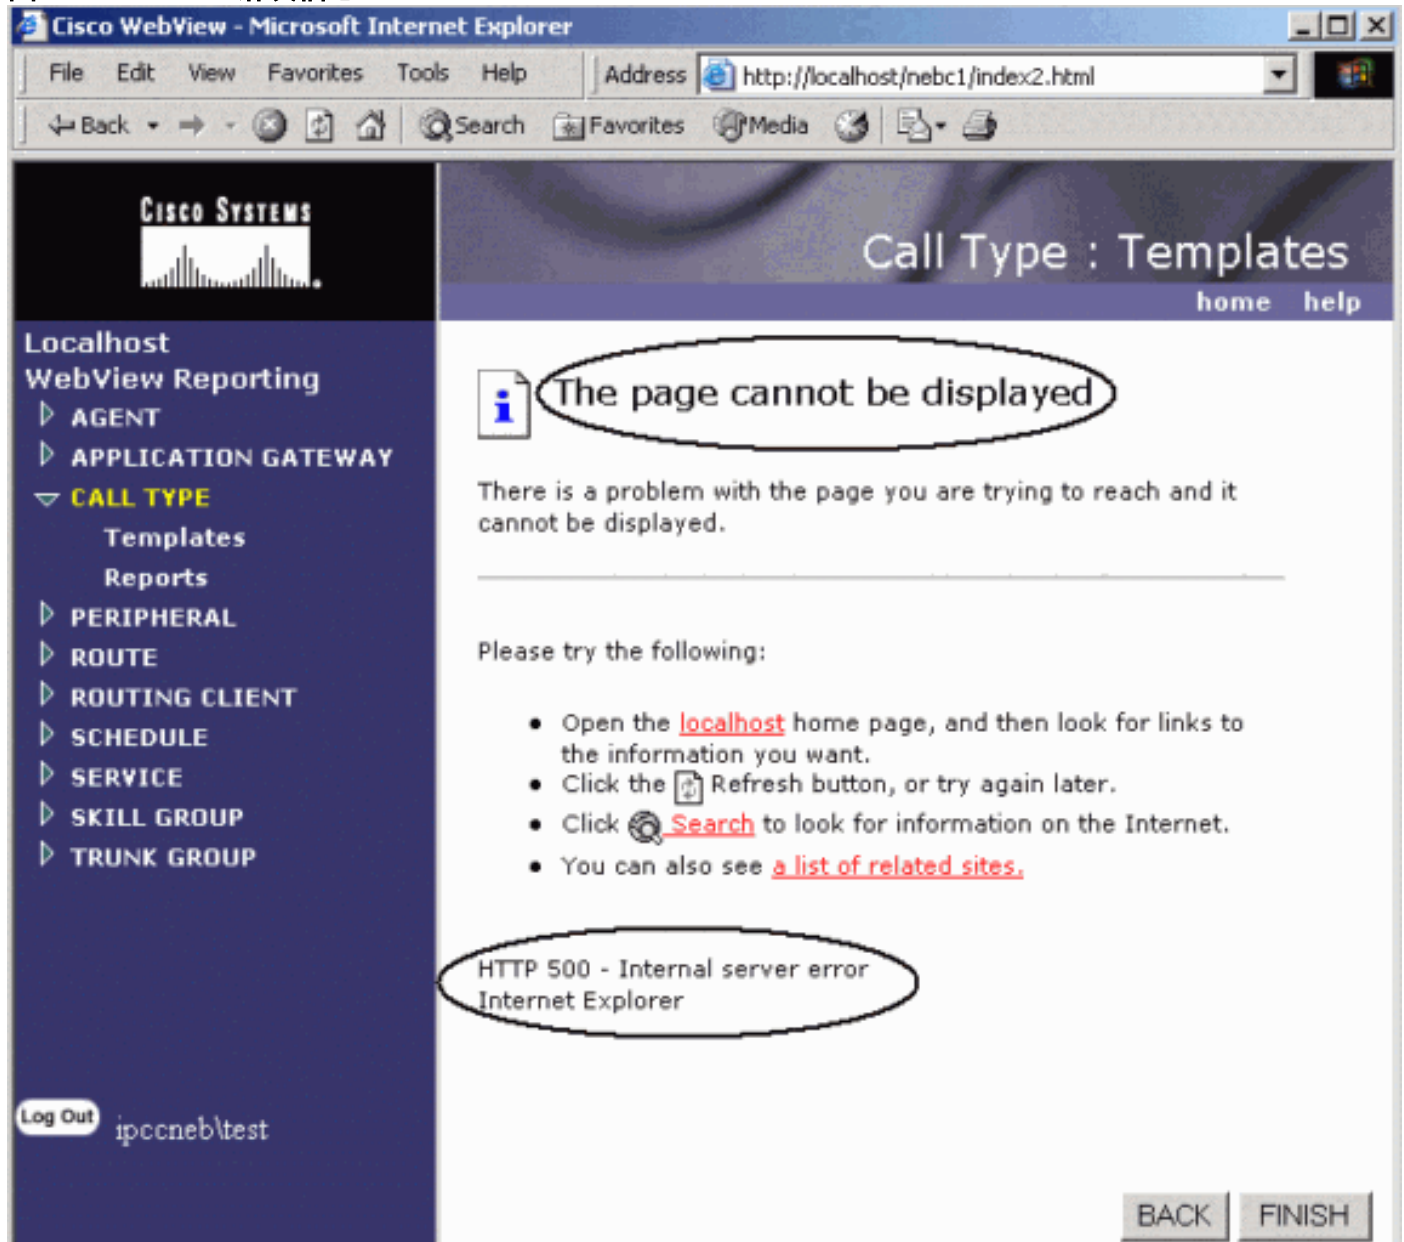 Cisco WebView - Microsoft Internet Explorer
File Edit View Favorites Tools Help Address http://localhost/nebc1/index2.html
Back Search Favorites Media
CISCO SYSTEMS
Call Type : Templates
home help
Localhost
WebView Reporting
AGENT
APPLICATION GATEWAY
CALL TYPE
Templates
Reports
PERIPHERAL
ROUTE
ROUTING CLIENT
SCHEDULE
SERVICE
SKILL GROUP
TRUNK GROUP
Log Out ipccneb\test
The page cannot be displayed
There is a problem with the page you are trying to reach and it
cannot be displayed.
Please try the following:
• Open the localhost home page, and then look for links to
the information you want.
• Click the Refresh button, or try again later.
• Click Search to look for information on the Internet.
• You can also see a list of related sites.
HTTP 500 - Internal server error
Internet Explorer
BACK FINISH